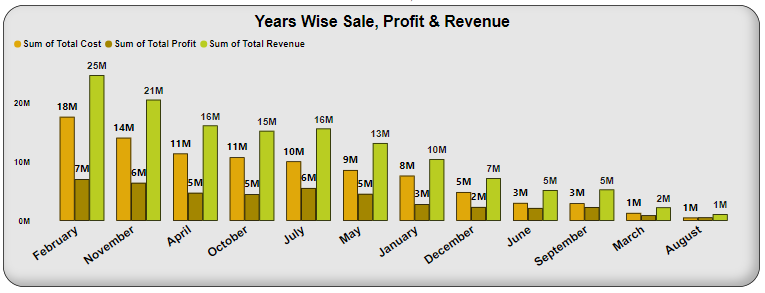 Years Wise Sale, Profit & Revenue
Sum of Total Cost Sum of Total Profit Sum of Total Revenue
25M
21M
20M
18M
16M
15M
16M
14M
13M
11M
11M
10M
10M
10M
9M
8M
7M
7M
6M
6M
5M
5M
5M
5M
5M
5M
3M
3M
3M
2M
2M
1M
1M
1M
0M
February
November
April
October
July
May
January
December
June
September
March
August